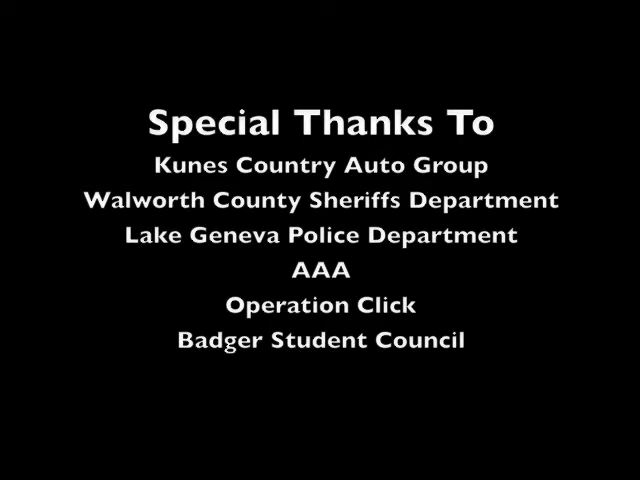 Special Thanks To
Kunes Country Auto Group
Walworth County Sheriffs Department
Lake Geneva Police Department
AAA
Operation Click
Badger Student Council